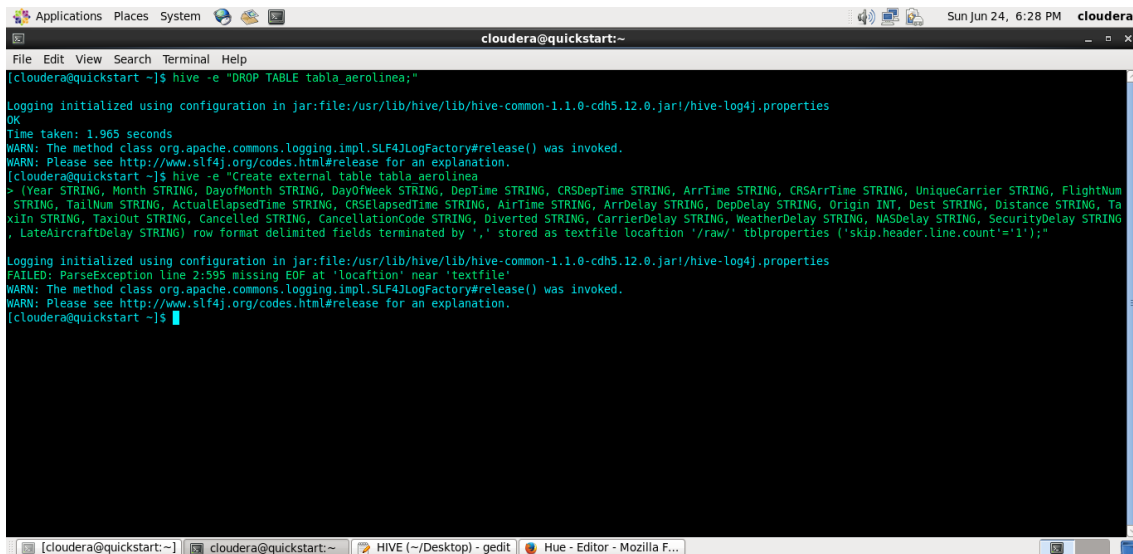 Applications Places System Sun Jun 24, 6:28 PM cloudera
cloudera@quickstart:~
File Edit View Search Terminal Help
[cloudera@quickstart ~]$ hive -e "DROP TABLE tabla_aerolinea;"
Logging initialized using configuration in jar:file:/usr/lib/hive/lib/hive-common-1.1.0-cdh5.12.0.jar!/hive-log4j.properties
OK
Time taken: 1.965 seconds
WARN: The method class org.apache.commons.logging.impl.SLF4JLogFactory#release() was invoked.
WARN: Please see http://www.slf4j.org/codes.html#release for an explanation.
[cloudera@quickstart ~]$ hive -e "Create external table tabla_aerolinea
> (Year STRING, Month STRING, DayofMonth STRING, DayOfWeek STRING, DepTime STRING, CRSDepTime STRING, ArrTime STRING, CRSArrTime STRING, UniqueCarrier STRING, FlightNum
STRING, TailNum STRING, ActualElapsedTime STRING, CRSElapsedTime STRING, AirTime STRING, ArrDelay STRING, DepDelay STRING, Origin INT, Dest STRING, Distance STRING, Ta
xiIn STRING, TaxiOut STRING, Cancelled STRING, CancellationCode STRING, Diverted STRING, CarrierDelay STRING, WeatherDelay STRING, NASDelay STRING, SecurityDelay STRING
, LateAircraftDelay STRING) row format delimited fields terminated by ',' stored as textfile locaftion '/raw/' tblproperties ('skip.header.line.count'='1');"
Logging initialized using configuration in jar:file:/usr/lib/hive/lib/hive-common-1.1.0-cdh5.12.0.jar!/hive-log4j.properties
FAILED: ParseException line 2:595 missing EOF at 'locaftion' near 'textfile'
WARN: The method class org.apache.commons.logging.impl.SLF4JLogFactory#release() was invoked.
WARN: Please see http://www.slf4j.org/codes.html#release for an explanation.
[cloudera@quickstart ~]$
[cloudera@quickstart:~] cloudera@quickstart:~ HIVE (~/Desktop) - gedit Hue - Editor - Mozilla F...